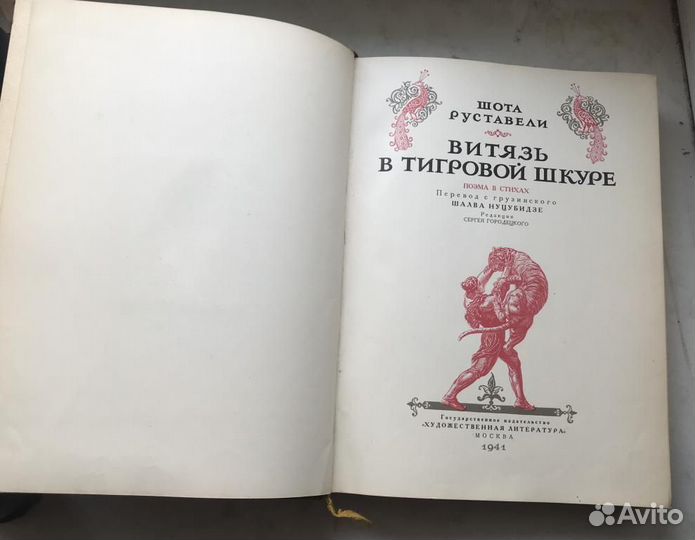 ШОТА
РУСТАВЕЛИ
ВИТЯЗЬ
В ТИГРОВОЙ ШКУРЕ
ПОЭМА В СТИХАХ
Перевод с грузинского
ШАЛВА НУЦУБИДЗЕ
Редакция
СЕРГЕЯ ГОРОДЕЦКОГО
Государственное издательство
«ХУДОЖЕСТВЕННАЯ ЛИТЕРАТУРА»
МОСКВА
1941
Avito